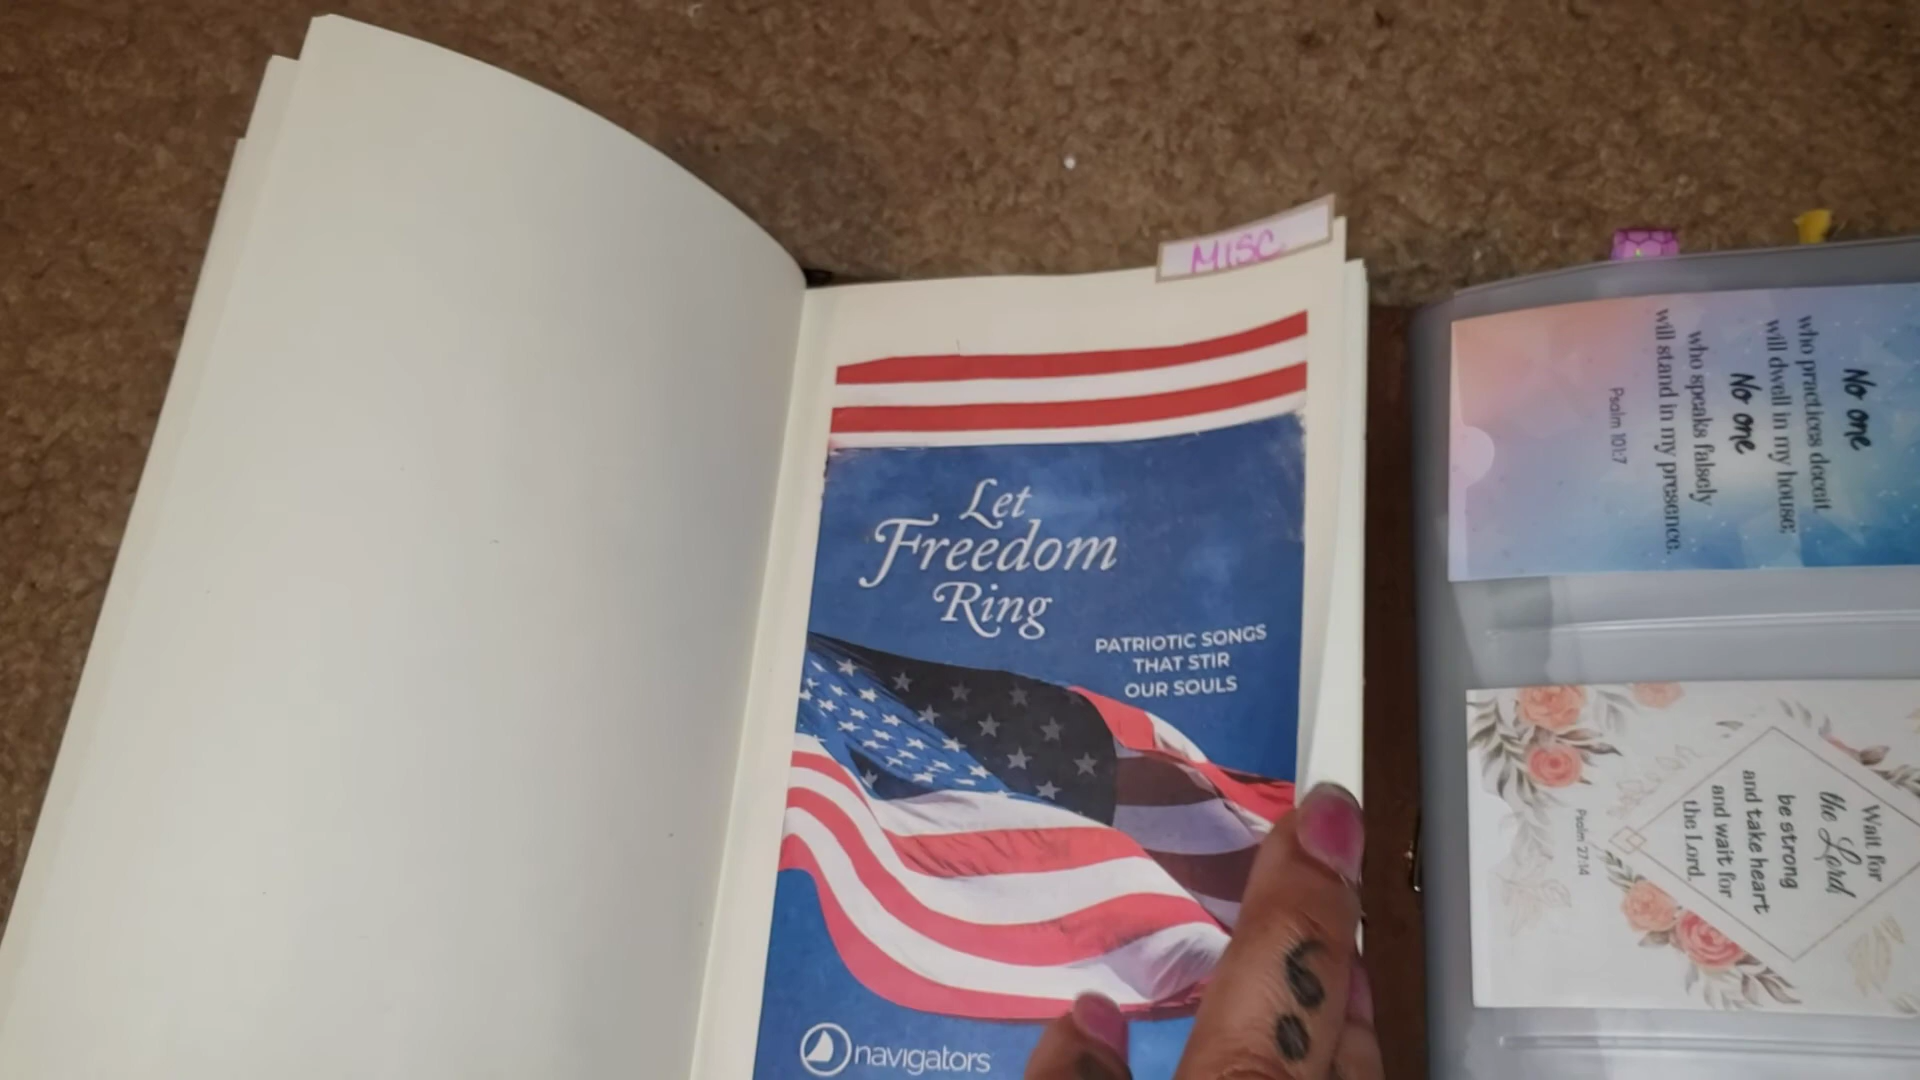 MISC
Let
Freedom
Ring
PATRIOTIC SONGS
THAT STIR
OUR SOULS
navigators
No one
who practices deceit
will dwell in my house;
No one
who speaks falsely
will stand in my presence.
Psalm 101:7
Wait for
the Lord;
be strong
and take heart
and wait for
the Lord.
Psalm 27:14